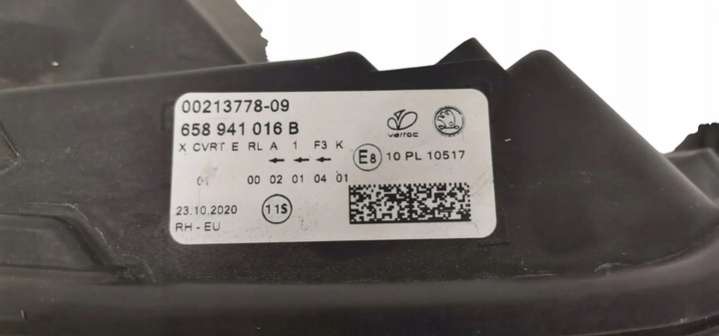 00213778-09
658 941 016 B
varroc
X CVRT E RL A 1 F3 K
E8 10 PL 10517
01 00 02 01 04 01
23.10.2020 11S
RH - EU